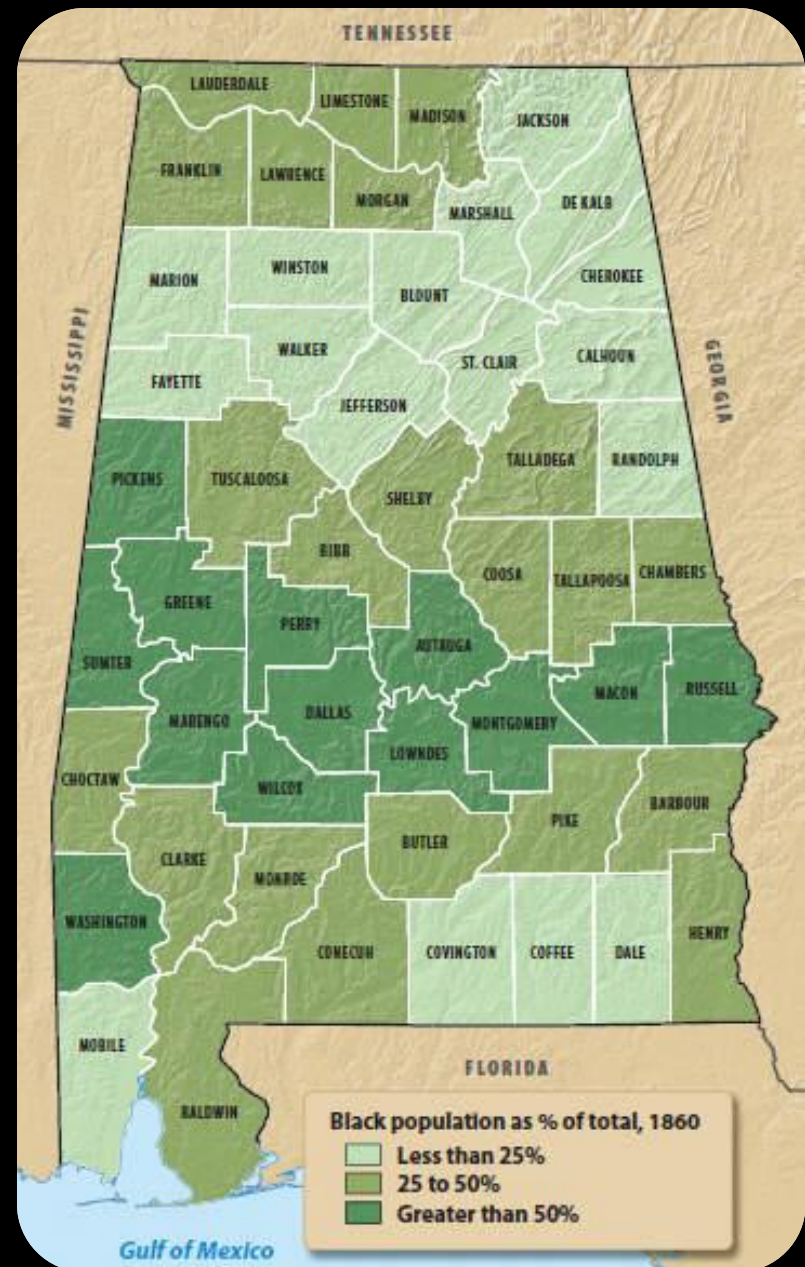 TENNESSEE
LAUDERDALE
LIMESTONE
MADISON
JACKSON
FRANKLIN
LAWRENCE
MORGAN
MARSHALL
DE KALB
CHEROKEE
MARION
WINSTON
BLOUNT
MISSISSIPPI
GEORGIA
WALKER
ST. CLAIR
CALHOUN
FAYETTE
JEFFERSON
PICKENS
TUSCALOOSA
SHELBY
TALLADEGA
RANDOLPH
BIBB
COOSA
TALLAPOOSA
CHAMBERS
GREENE
PERRY
AUTAUGA
SUMTER
MARENGO
DALLAS
MONTGOMERY
MACON
RUSSELL
LOWNDES
CHOCTAW
WILCOX
CLARKE
MONROE
BUTLER
PIKE
BARBOUR
WASHINGTON
CONECUH
COVINGTON
COFFEE
DALE
HENRY
MOBILE
BALDWIN
FLORIDA
Black population as % of total, 1860
Less than 25%
25 to 50%
Greater than 50%
Gulf of Mexico